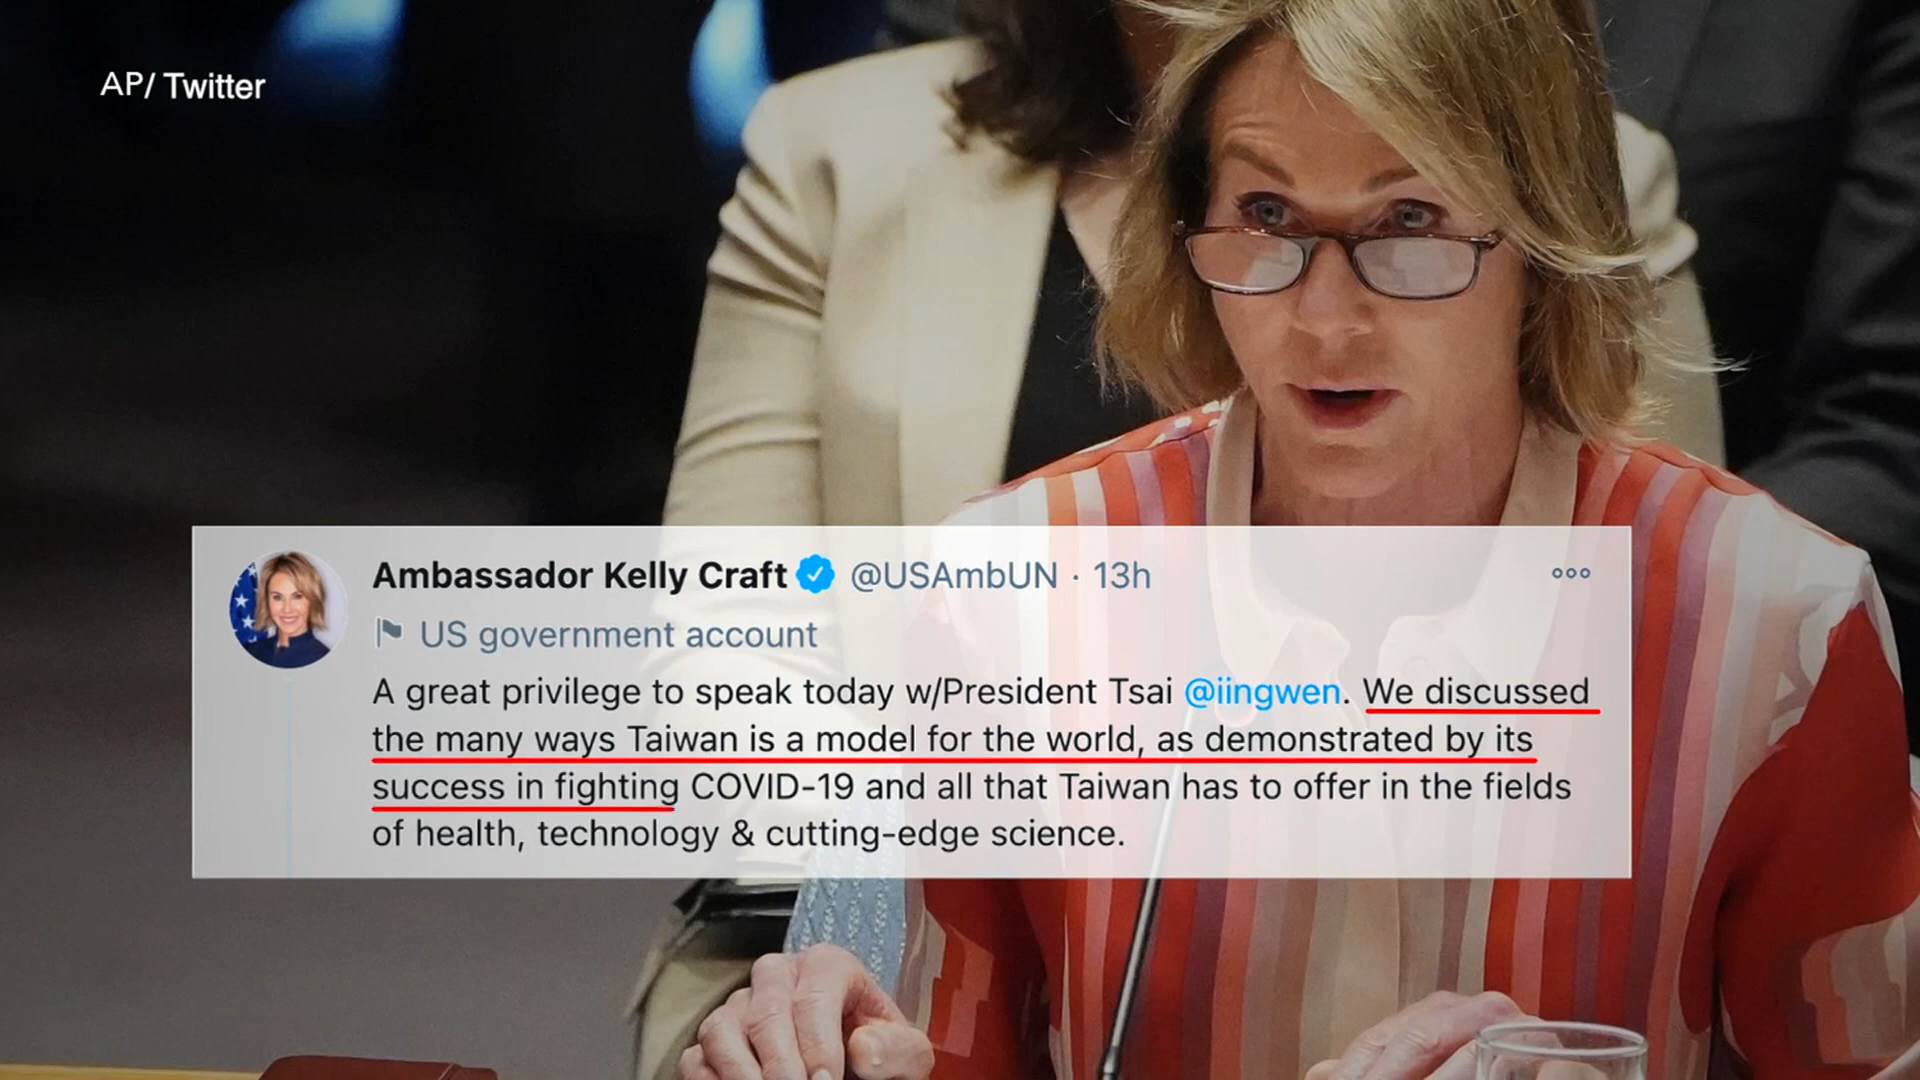 AP/ Twitter
Ambassador Kelly Craft @USAmbUN · 13h
US government account
A great privilege to speak today w/President Tsai @iingwen. We discussed
the many ways Taiwan is a model for the world, as demonstrated by its
success in fighting COVID-19 and all that Taiwan has to offer in the fields
of health, technology & cutting-edge science.